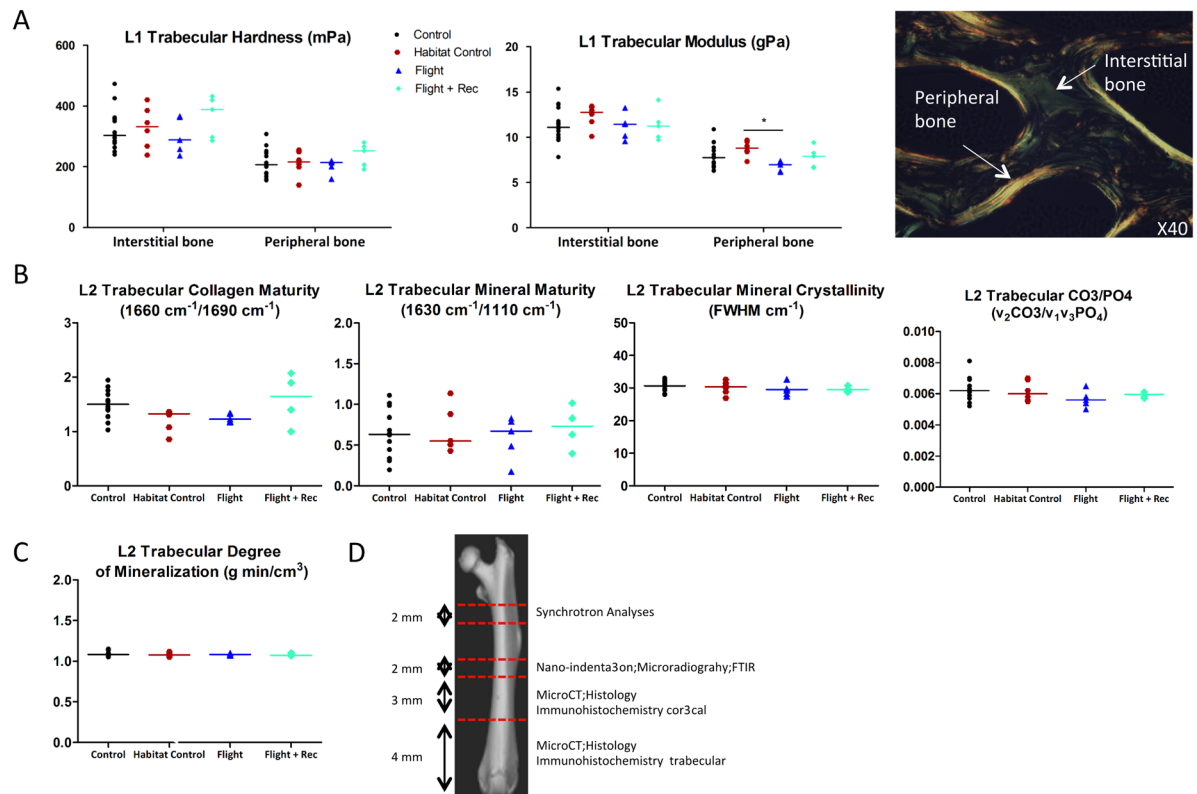 A
L1 Trabecular Hardness (mPa)
600
400
200
0
Interstitial bone
Peripheral bone
Control
Habitat Control
Flight
Flight + Rec
L1 Trabecular Modulus (gPa)
20
15
10
5
0
*
Interstitial bone
Peripheral bone
Interstitial
bone
Peripheral
bone
X40
B
L2 Trabecular Collagen Maturity
(1660 cm⁻¹/1690 cm⁻¹)
3
2
1
0
Control
Habitat Control
Flight
Flight + Rec
L2 Trabecular Mineral Maturity
(1630 cm⁻¹/1110 cm⁻¹)
2.0
1.5
1.0
0.5
0.0
Control
Habitat Control
Flight
Flight + Rec
L2 Trabecular Mineral Crystallinity
(FWHM cm⁻¹)
50
40
30
20
10
0
Control
Habitat Control
Flight
Flight + Rec
L2 Trabecular CO3/PO4
(v₂CO3/v₁v₃PO₄)
0.010
0.008
0.006
0.004
0.002
0.000
Control
Habitat Control
Flight
Flight + Rec
C
L2 Trabecular Degree
of Mineralization (g min/cm³)
2.0
1.5
1.0
0.5
0.0
Control
Habitat Control
Flight
Flight + Rec
D
2 mm
Synchrotron Analyses
2 mm
Nano-indenta3on;Microradiograhy;FTIR
3 mm
MicroCT;Histology
Immunohistochemistry cor3cal
4 mm
MicroCT;Histology
Immunohistochemistry trabecular